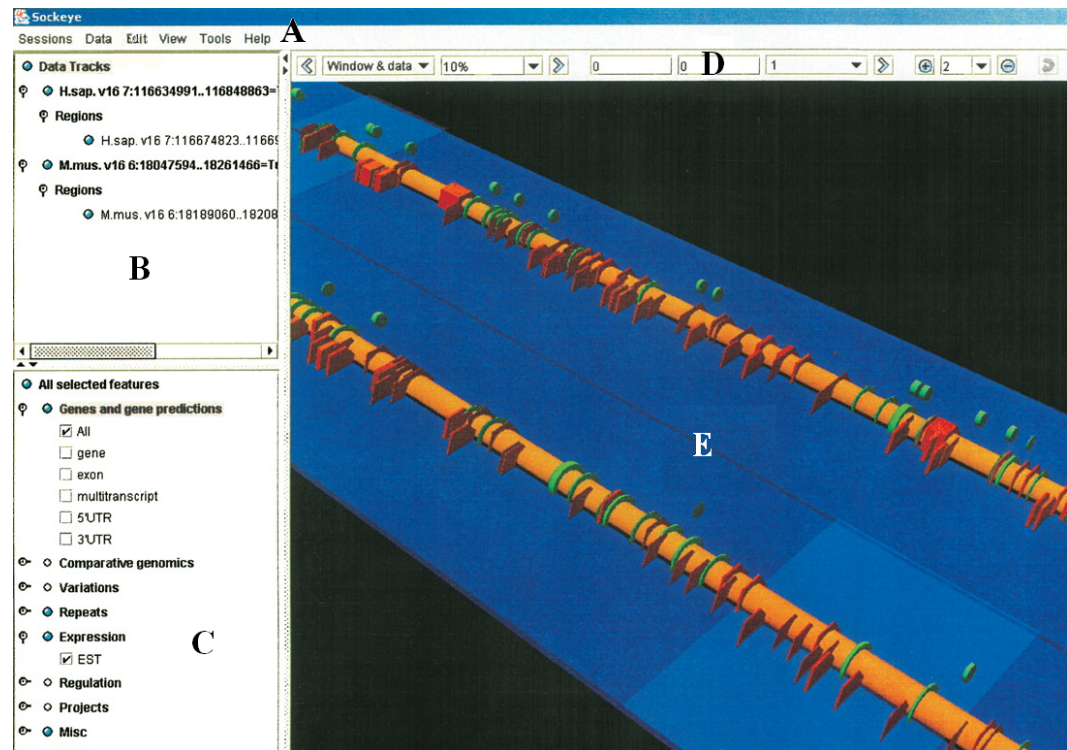 Sockeye
Sessions Data Edit View Tools Help A
Window & data 10% 0 0 D 1 2
Data Tracks
H.sap. v16 7:116634991..116848863=
Regions
H.sap. v16 7:116674823..1166
M.mus. v16 6:18047594..18261466=Tr
Regions
M.mus. v16 6:18189060..18208
B
All selected features
Genes and gene predictions
All
gene
exon
multitranscript
5'UTR
3'UTR
Comparative genomics
Variations
Repeats
Expression
EST
Regulation
Projects
Misc
C
E